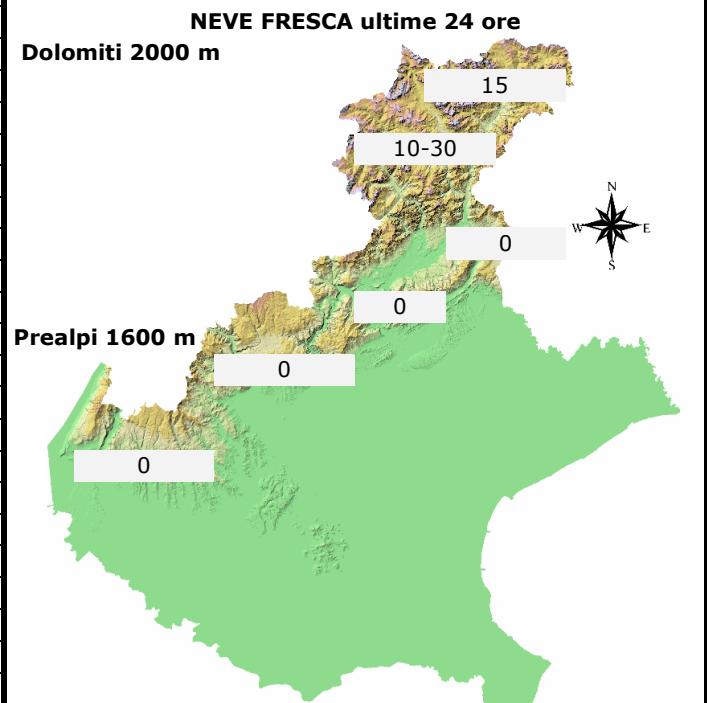 NEVE FRESCA ultime 24 ore
Dolomiti 2000 m
15
10-30
N
W E
S
0
0
Prealpi 1600 m
0
0